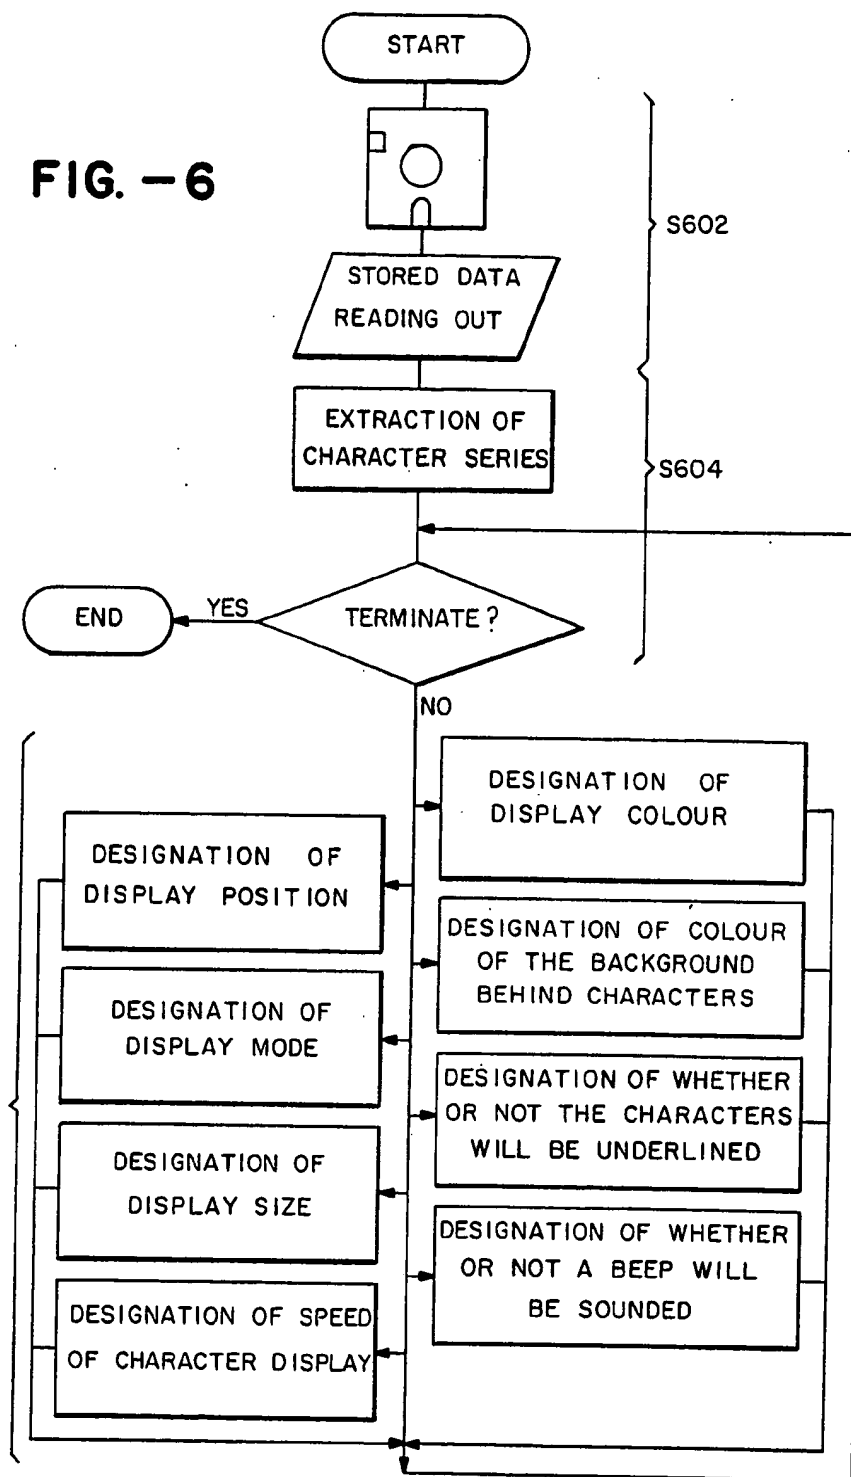 START
FIG. - 6
S602
STORED DATA
READING OUT
EXTRACTION OF
CHARACTER SERIES
S604
END
YES
TERMINATE?
NO
DESIGNATION OF
DISPLAY COLOUR
DESIGNATION OF
DISPLAY POSITION
DESIGNATION OF COLOUR
OF THE BACKGROUND
BEHIND CHARACTERS
DESIGNATION OF
DISPLAY MODE
DESIGNATION OF WHETHER
OR NOT THE CHARACTERS
WILL BE UNDERLINED
DESIGNATION OF
DISPLAY SIZE
DESIGNATION OF WHETHER
OR NOT A BEEP WILL
BE SOUNDED
DESIGNATION OF SPEED
OF CHARACTER DISPLAY